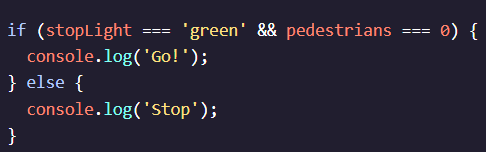 if (stopLight === 'green' && pedestrians === 0) {
  console.log('Go!');
} else {
  console.log('Stop');
}